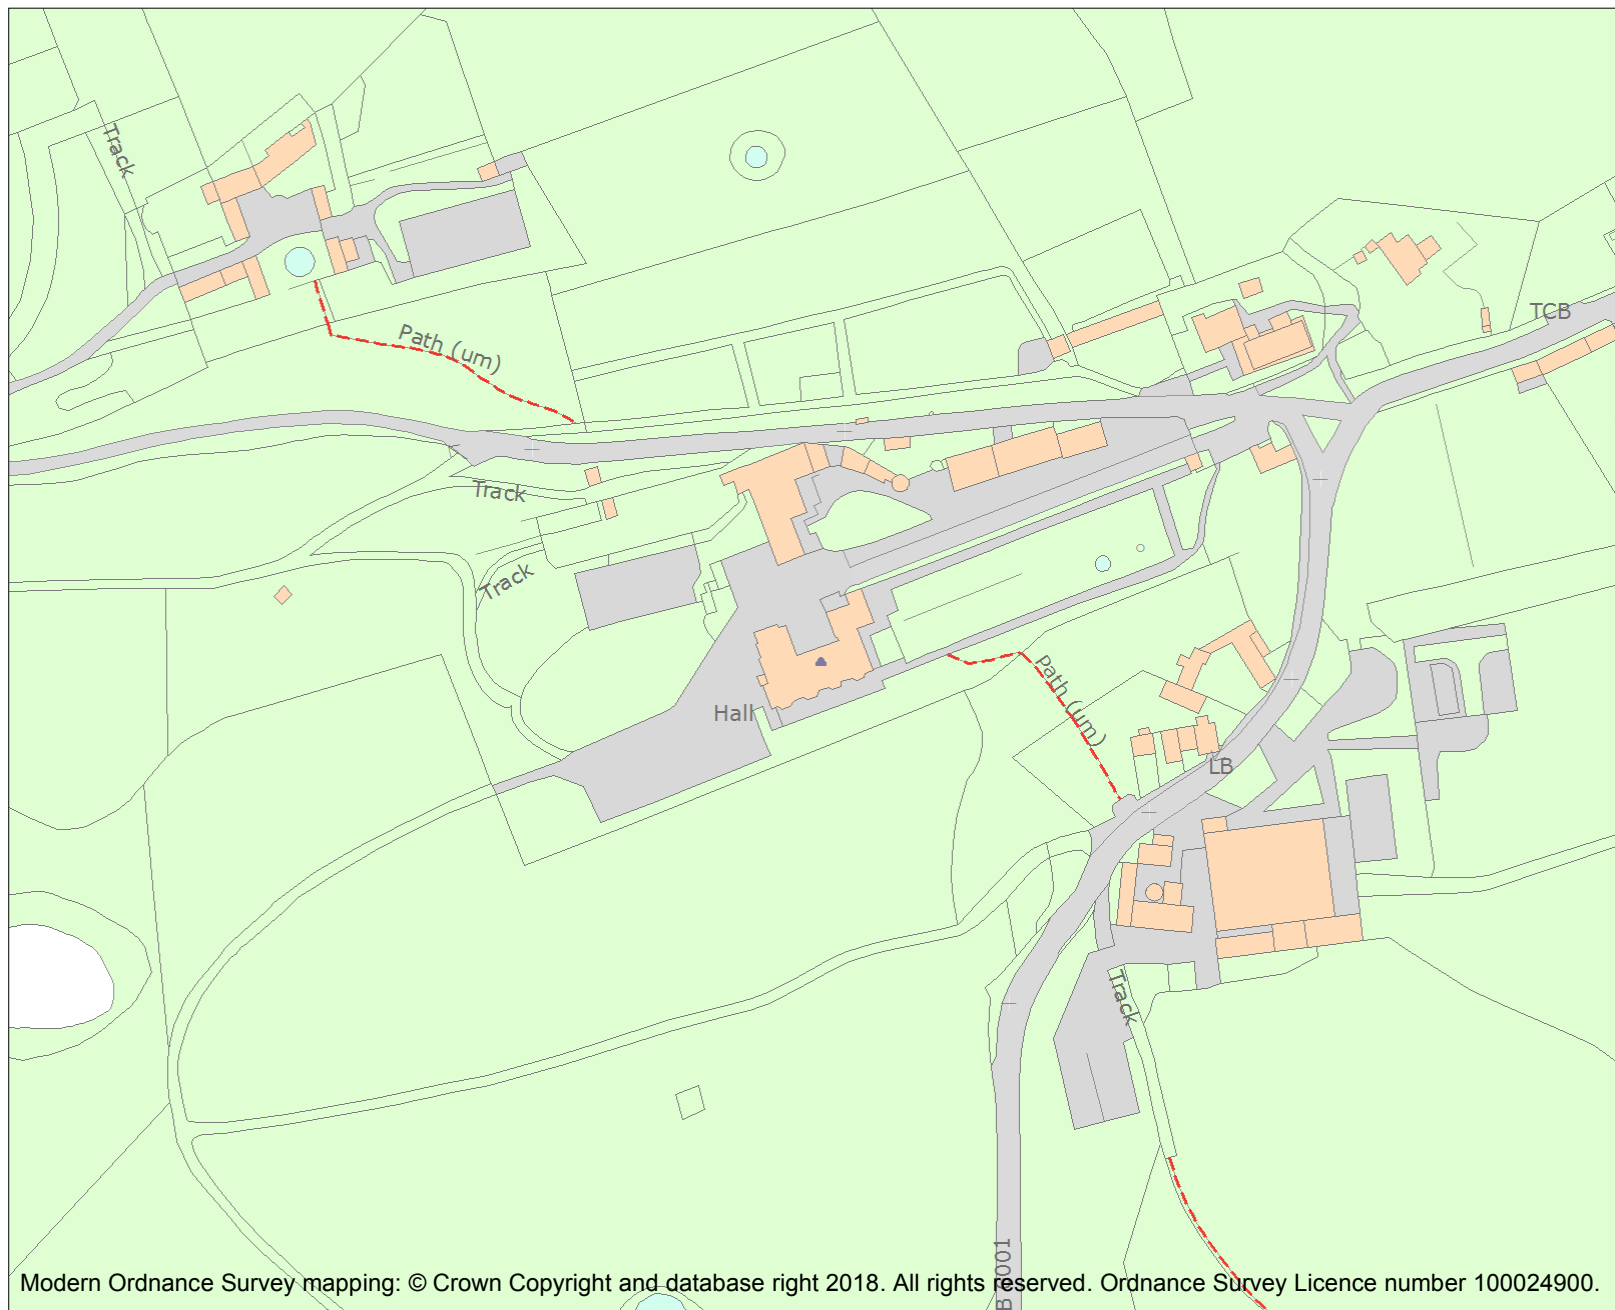 Track
TCB
Path (um)
Track
Track
Path (um)
Hall
LB
Track
Modern Ordnance Survey mapping: © Crown Copyright and database right 2018. All rights reserved. Ordnance Survey Licence number 100024900.